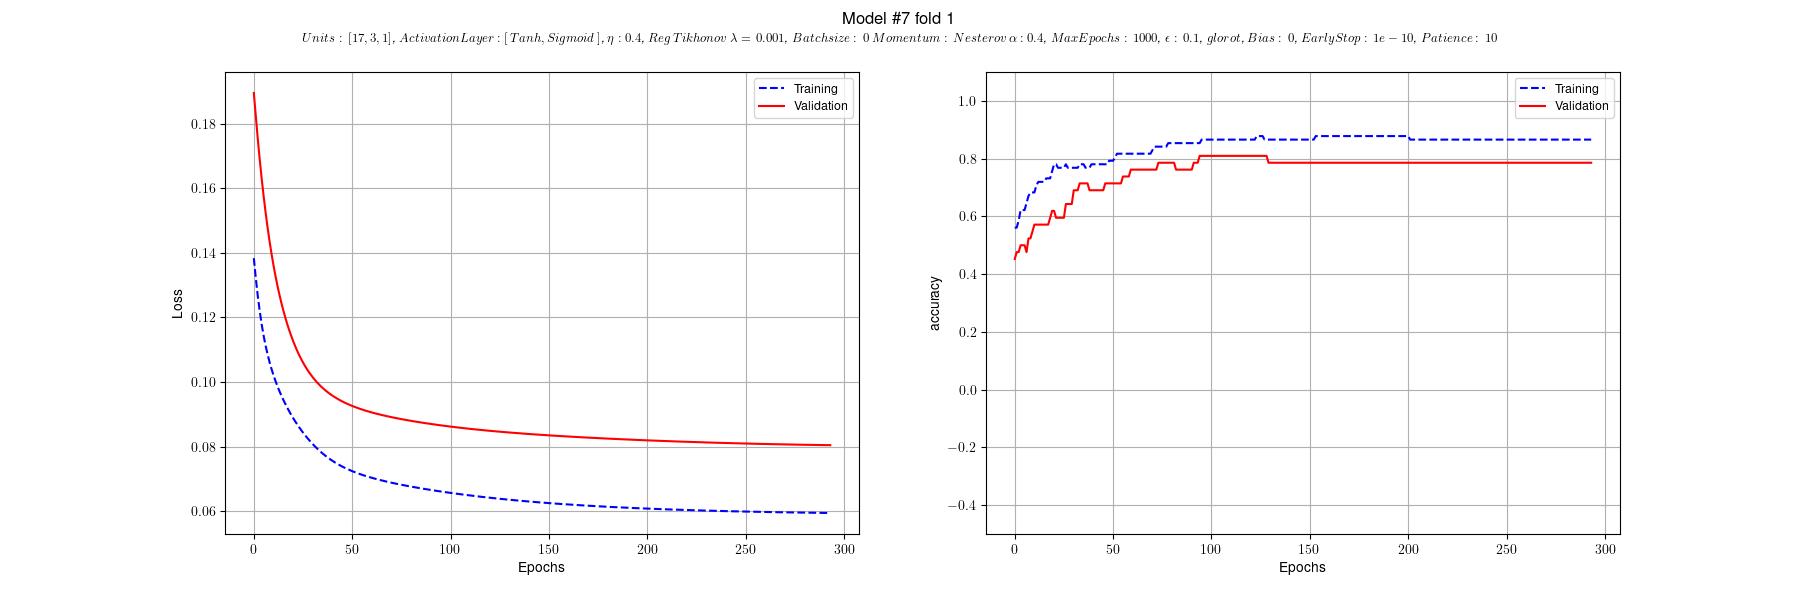 Model #7 fold 1
Units : [17, 3, 1], ActivationLayer : [ Tanh, Sigmoid ], η : 0.4, Reg Tikhonov λ = 0.001, Batchsize : 0 Momentum : Nesterov α : 0.4, MaxEpochs : 1000, ϵ : 0.1, glorot, Bias : 0, EarlyStop : 1e − 10, Patience : 10
Training
Validation
0.18
0.16
0.14
0.12
0.10
0.08
0.06
Loss
0 50 100 150 200 250 300
Epochs
Training
Validation
1.0
0.8
0.6
0.4
0.2
0.0
−0.2
−0.4
accuracy
0 50 100 150 200 250 300
Epochs